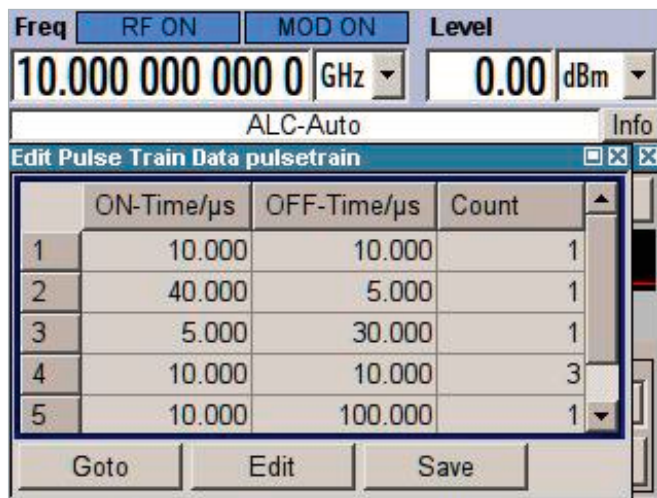 Freq RF ON MOD ON Level
10.000 000 000 0 GHz 0.00 dBm
ALC-Auto Info
Edit Pulse Train Data pulsetrain
ON-Time/µs OFF-Time/µs Count
1 10.000 10.000 1
2 40.000 5.000 1
3 5.000 30.000 1
4 10.000 10.000 3
5 10.000 100.000 1
Goto Edit Save